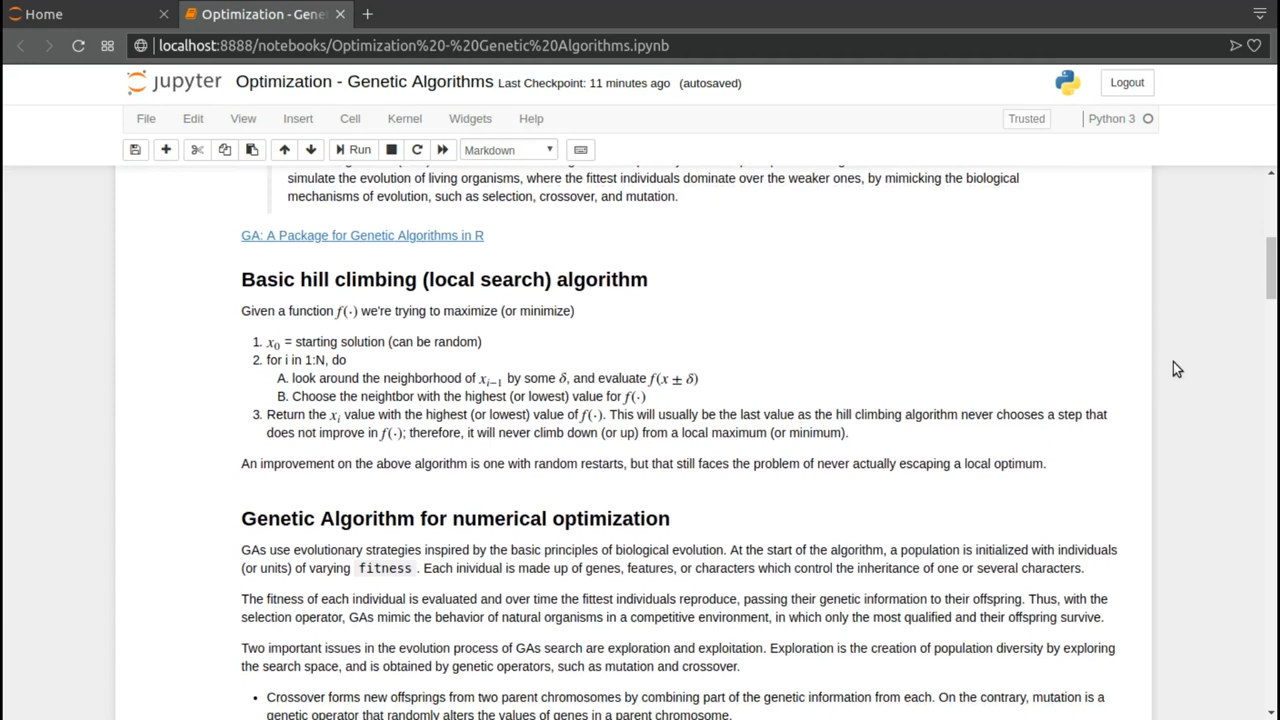 Home
Optimization - Gene
localhost:8888/notebooks/Optimization%20-%20Genetic%20Algorithms.ipynb
jupyter Optimization - Genetic Algorithms Last Checkpoint: 11 minutes ago (autosaved)
Logout
File Edit View Insert Cell Kernel Widgets Help
Trusted Python 3
Run Markdown
simulate the evolution of living organisms, where the fittest individuals dominate over the weaker ones, by mimicking the biological
mechanisms of evolution, such as selection, crossover, and mutation.
GA: A Package for Genetic Algorithms in R
Basic hill climbing (local search) algorithm
Given a function f(·) we're trying to maximize (or minimize)
1. x₀ = starting solution (can be random)
2. for i in 1:N, do
A. look around the neighborhood of xᵢ₋₁ by some δ, and evaluate f(x ± δ)
B. Choose the neightbor with the highest (or lowest) value for f(·)
3. Return the xᵢ value with the highest (or lowest) value of f(·). This will usually be the last value as the hill climbing algorithm never chooses a step that
does not improve in f(·); therefore, it will never climb down (or up) from a local maximum (or minimum).
An improvement on the above algorithm is one with random restarts, but that still faces the problem of never actually escaping a local optimum.
Genetic Algorithm for numerical optimization
GAs use evolutionary strategies inspired by the basic principles of biological evolution. At the start of the algorithm, a population is initialized with individuals
(or units) of varying fitness . Each inividual is made up of genes, features, or characters which control the inheritance of one or several characters.
The fitness of each individual is evaluated and over time the fittest individuals reproduce, passing their genetic information to their offspring. Thus, with the
selection operator, GAs mimic the behavior of natural organisms in a competitive environment, in which only the most qualified and their offspring survive.
Two important issues in the evolution process of GAs search are exploration and exploitation. Exploration is the creation of population diversity by exploring
the search space, and is obtained by genetic operators, such as mutation and crossover.
• Crossover forms new offsprings from two parent chromosomes by combining part of the genetic information from each. On the contrary, mutation is a
genetic operator that randomly alters the values of genes in a parent chromosome.